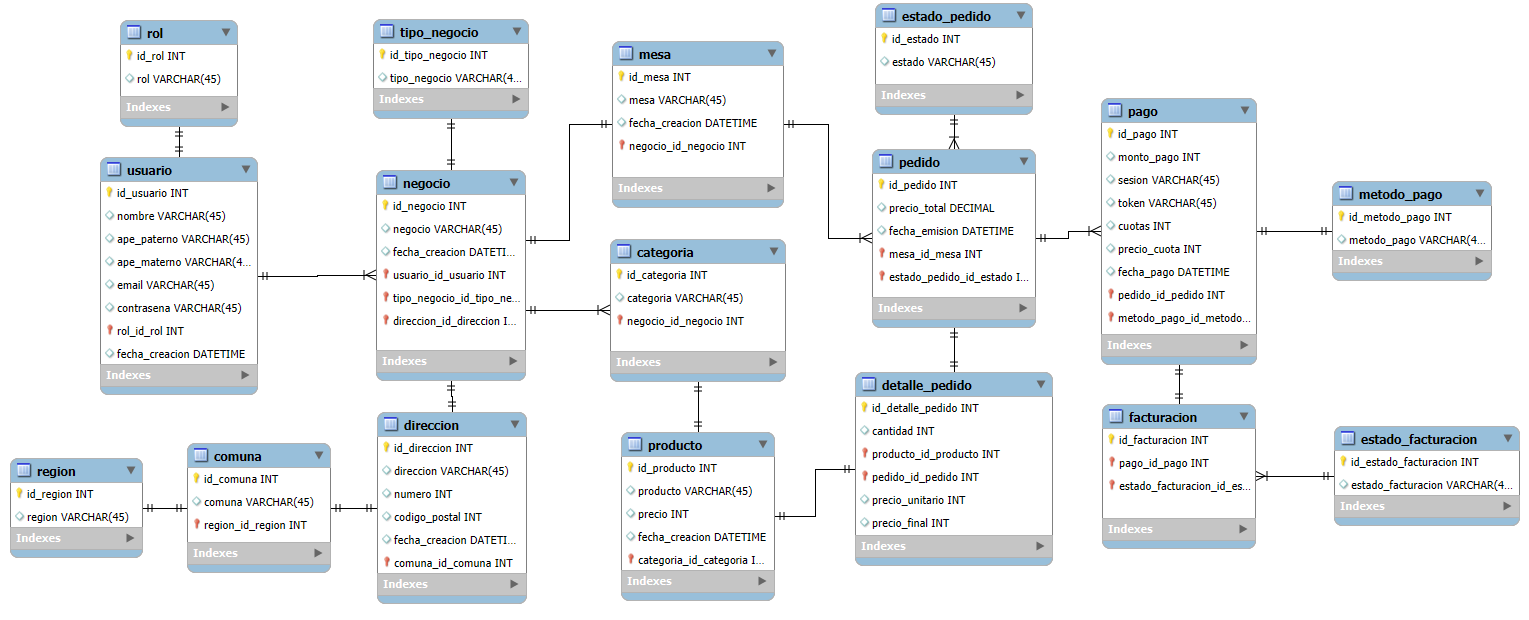 rol
id_rol INT
rol VARCHAR(45)
Indexes
tipo_negocio
id_tipo_negocio INT
tipo_negocio VARCHAR(4...
Indexes
mesa
id_mesa INT
mesa VARCHAR(45)
fecha_creacion DATETIME
negocio_id_negocio INT
Indexes
estado_pedido
id_estado INT
estado VARCHAR(45)
Indexes
usuario
id_usuario INT
nombre VARCHAR(45)
ape_paterno VARCHAR(45)
ape_materno VARCHAR(4...
email VARCHAR(45)
contrasena VARCHAR(45)
rol_id_rol INT
fecha_creacion DATETIME
Indexes
negocio
id_negocio INT
negocio VARCHAR(45)
fecha_creacion DATETI...
usuario_id_usuario INT
tipo_negocio_id_tipo_ne...
direccion_id_direccion I...
Indexes
categoria
id_categoria INT
categoria VARCHAR(45)
negocio_id_negocio INT
Indexes
pedido
id_pedido INT
precio_total DECIMAL
fecha_emision DATETIME
mesa_id_mesa INT
estado_pedido_id_estado I...
Indexes
pago
id_pago INT
monto_pago INT
sesion VARCHAR(45)
token VARCHAR(45)
cuotas INT
precio_cuota INT
fecha_pago DATETIME
pedido_id_pedido INT
metodo_pago_id_metodo...
Indexes
metodo_pago
id_metodo_pago INT
metodo_pago VARCHAR(4...
Indexes
region
id_region INT
region VARCHAR(45)
Indexes
comuna
id_comuna INT
comuna VARCHAR(45)
region_id_region INT
Indexes
direccion
id_direccion INT
direccion VARCHAR(45)
numero INT
codigo_postal INT
fecha_creacion DATETI...
comuna_id_comuna INT
Indexes
producto
id_producto INT
producto VARCHAR(45)
precio INT
fecha_creacion DATETIME
categoria_id_categoria I...
Indexes
detalle_pedido
id_detalle_pedido INT
cantidad INT
producto_id_producto INT
pedido_id_pedido INT
precio_unitario INT
precio_final INT
Indexes
facturacion
id_facturacion INT
pago_id_pago INT
estado_facturacion_id_es...
Indexes
estado_facturacion
id_estado_facturacion INT
estado_facturacion VARCHAR(4...
Indexes